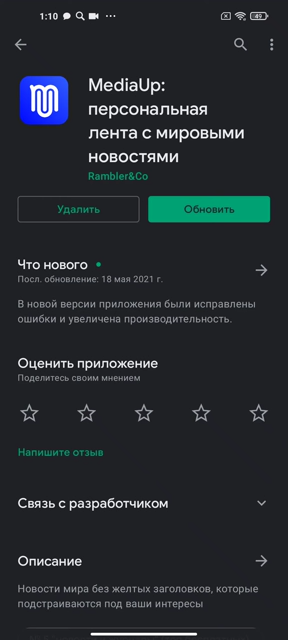 1:10
49
MediaUp:
персональная
лента с мировыми
новостями
Rambler&Co
Удалить
Обновить
Что нового
Посл. обновление: 18 мая 2021 г.
В новой версии приложения были исправлены
ошибки и увеличена производительность.
Оценить приложение
Поделитесь своим мнением
Напишите отзыв
Связь с разработчиком
Описание
Новости мира без желтых заголовков, которые
подстраиваются под ваши интересы